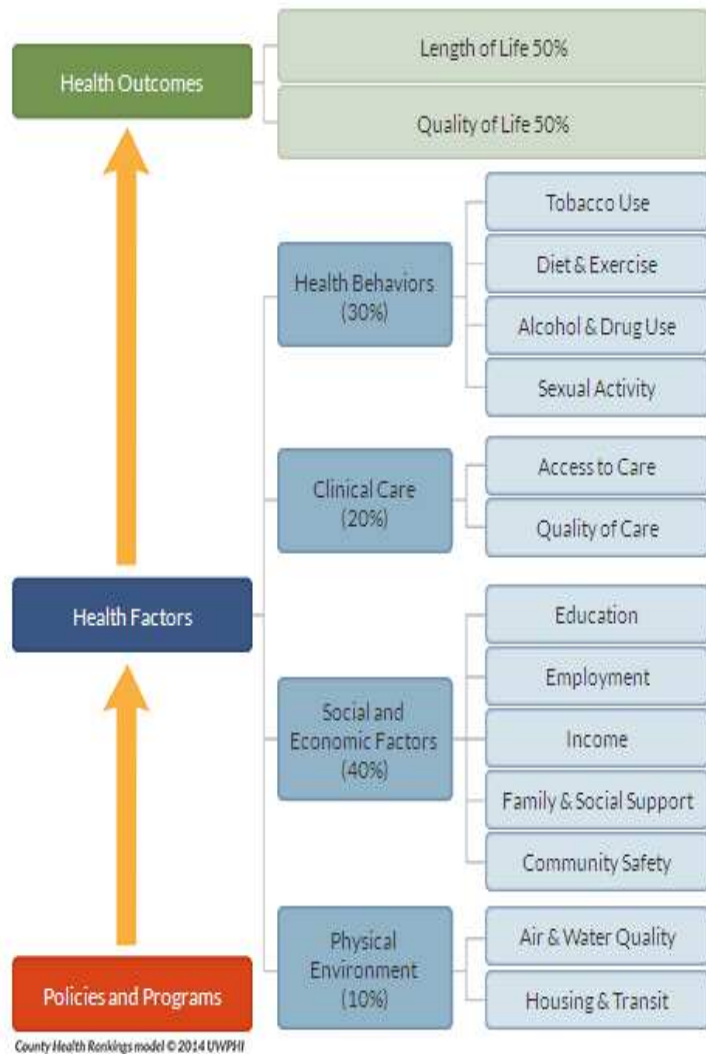 Health Outcomes
Length of Life 50%
Quality of Life 50%
Health Factors
Health Behaviors
(30%)
Tobacco Use
Diet & Exercise
Alcohol & Drug Use
Sexual Activity
Clinical Care
(20%)
Access to Care
Quality of Care
Social and
Economic Factors
(40%)
Education
Employment
Income
Family & Social Support
Community Safety
Physical
Environment
(10%)
Air & Water Quality
Housing & Transit
Policies and Programs
County Health Rankings model © 2014 UWPHI